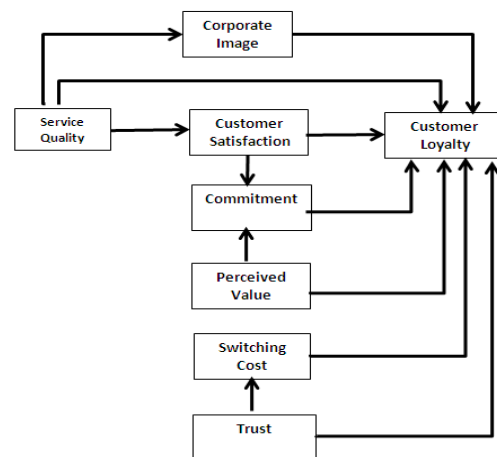 Corporate
Image
Service
Quality
Customer
Satisfaction
Customer
Loyalty
Commitment
Perceived
Value
Switching
Cost
Trust